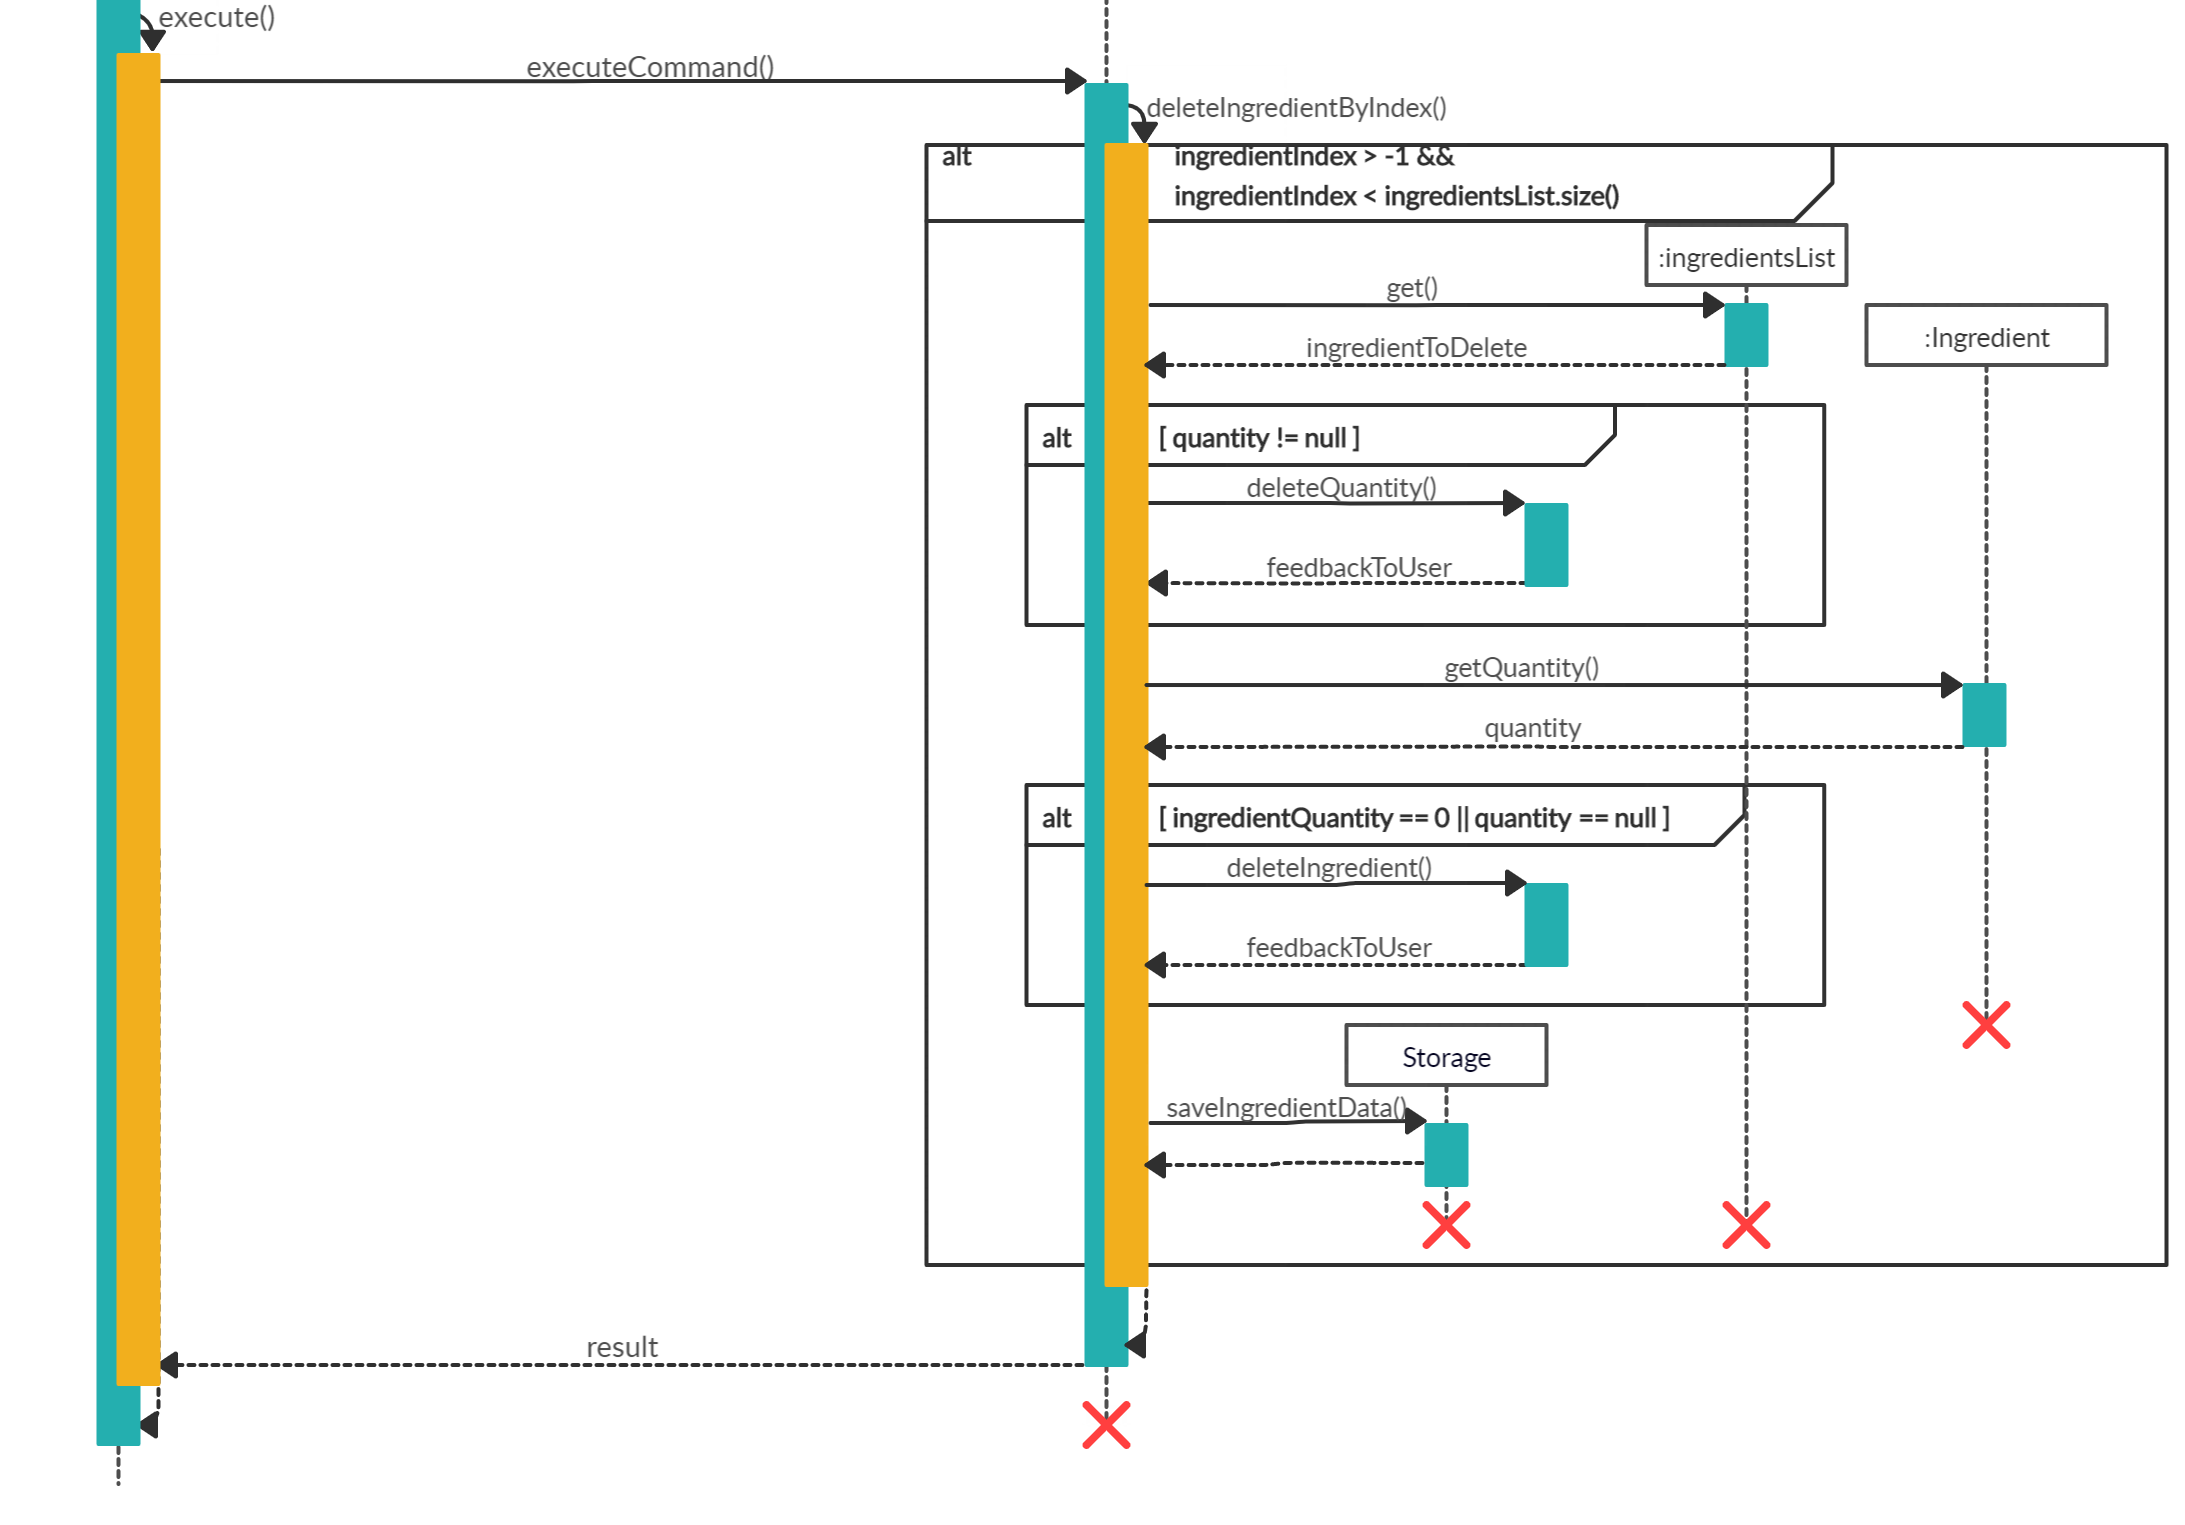 execute()
executeCommand()
deleteIngredientByIndex()
alt
ingredientIndex > -1 &&
ingredientIndex < ingredientsList.size()
:ingredientsList
get()
:Ingredient
ingredientToDelete
alt
[ quantity != null ]
deleteQuantity()
feedbackToUser
getQuantity()
quantity
alt
[ ingredientQuantity == 0 || quantity == null ]
deleteIngredient()
feedbackToUser
Storage
saveIngredientData()
result